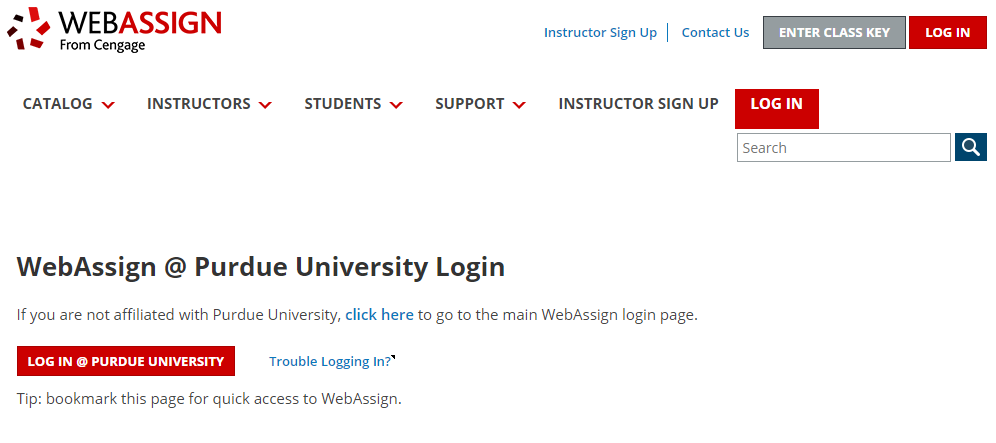 WEBASSIGN
From Cengage
Instructor Sign Up
Contact Us
ENTER CLASS KEY
LOG IN
CATALOG
INSTRUCTORS
STUDENTS
SUPPORT
INSTRUCTOR SIGN UP
LOG IN
Search
WebAssign @ Purdue University Login
If you are not affiliated with Purdue University, click here to go to the main WebAssign login page.
LOG IN @ PURDUE UNIVERSITY
Trouble Logging In?
Tip: bookmark this page for quick access to WebAssign.